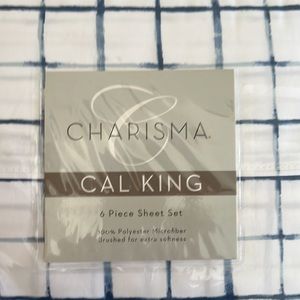 C
CHARISMA®
CAL KING
6 Piece Sheet Set
100% Polyester Microfiber
Brushed for extra softness